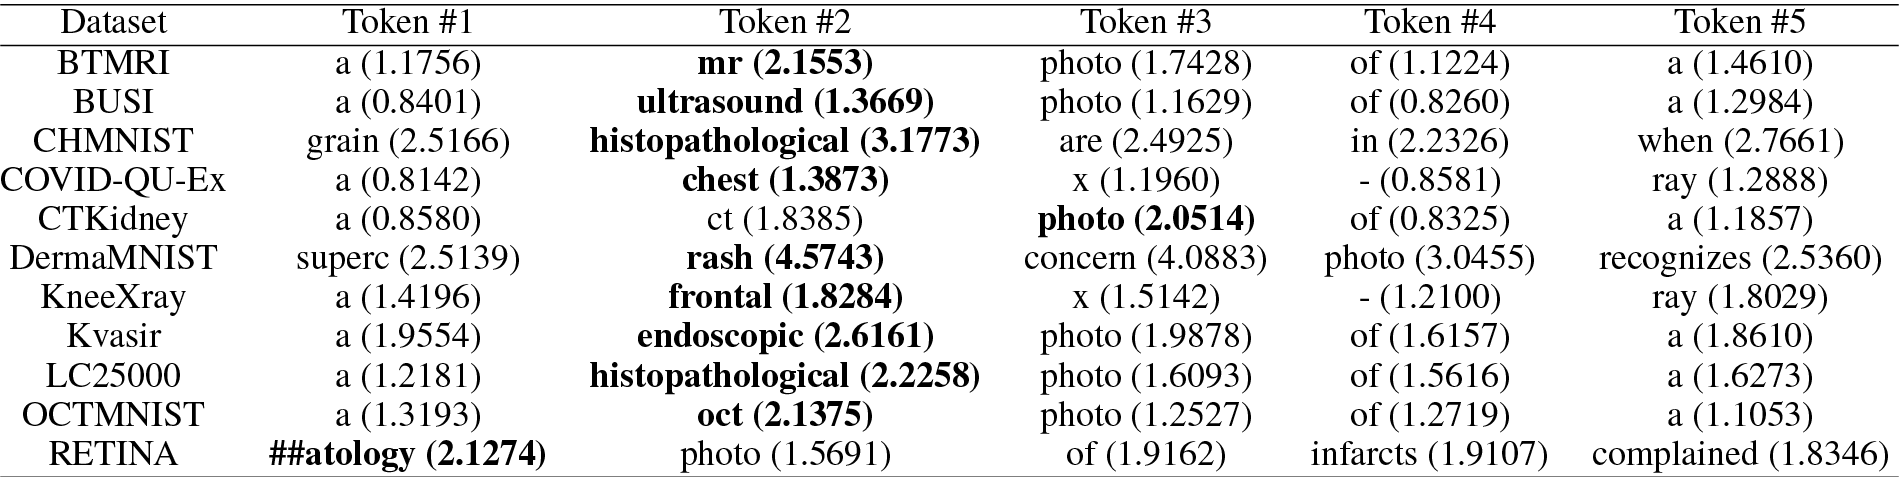 Dataset Token #1 Token #2 Token #3 Token #4 Token #5
BTMRI a (1.1756) mr (2.1553) photo (1.7428) of (1.1224) a (1.4610)
BUSI a (0.8401) ultrasound (1.3669) photo (1.1629) of (0.8260) a (1.2984)
CHMNIST grain (2.5166) histopathological (3.1773) are (2.4925) in (2.2326) when (2.7661)
COVID-QU-Ex a (0.8142) chest (1.3873) x (1.1960) - (0.8581) ray (1.2888)
CTKidney a (0.8580) ct (1.8385) photo (2.0514) of (0.8325) a (1.1857)
DermaMNIST superc (2.5139) rash (4.5743) concern (4.0883) photo (3.0455) recognizes (2.5360)
KneeXray a (1.4196) frontal (1.8284) x (1.5142) - (1.2100) ray (1.8029)
Kvasir a (1.9554) endoscopic (2.6161) photo (1.9878) of (1.6157) a (1.8610)
LC25000 a (1.2181) histopathological (2.2258) photo (1.6093) of (1.5616) a (1.6273)
OCTMNIST a (1.3193) oct (2.1375) photo (1.2527) of (1.2719) a (1.1053)
RETINA ##atology (2.1274) photo (1.5691) of (1.9162) infarcts (1.9107) complained (1.8346)